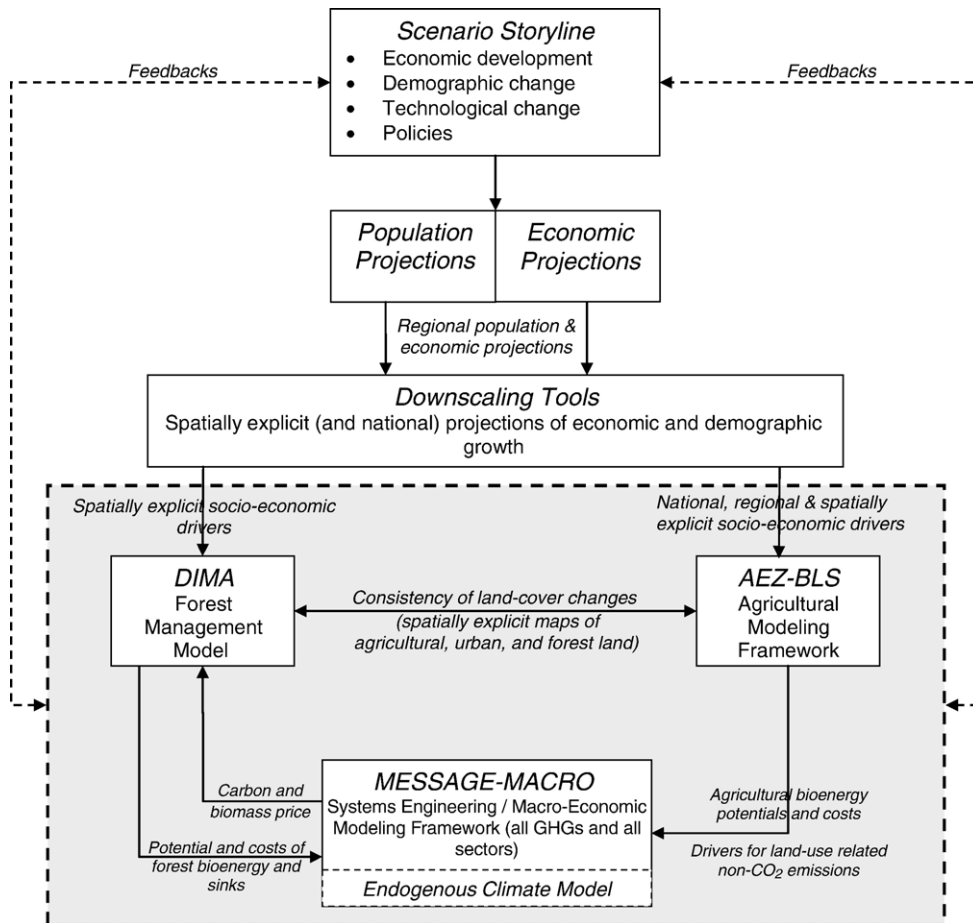 Scenario Storyline
• Economic development
• Demographic change
• Technological change
• Policies
Feedbacks
Feedbacks
Population
Projections
Economic
Projections
Regional population &
economic projections
Downscaling Tools
Spatially explicit (and national) projections of economic and demographic
growth
Spatially explicit socio-economic
drivers
National, regional & spatially
explicit socio-economic drivers
DIMA
Forest
Management
Model
Consistency of land-cover changes
(spatially explicit maps of
agricultural, urban, and forest land)
AEZ-BLS
Agricultural
Modeling
Framework
Carbon and
biomass price
Potential and costs of
forest bioenergy and
sinks
MESSAGE-MACRO
Systems Engineering / Macro-Economic
Modeling Framework (all GHGs and all
sectors)
Endogenous Climate Model
Agricultural bioenergy
potentials and costs
Drivers for land-use related
non-CO₂ emissions